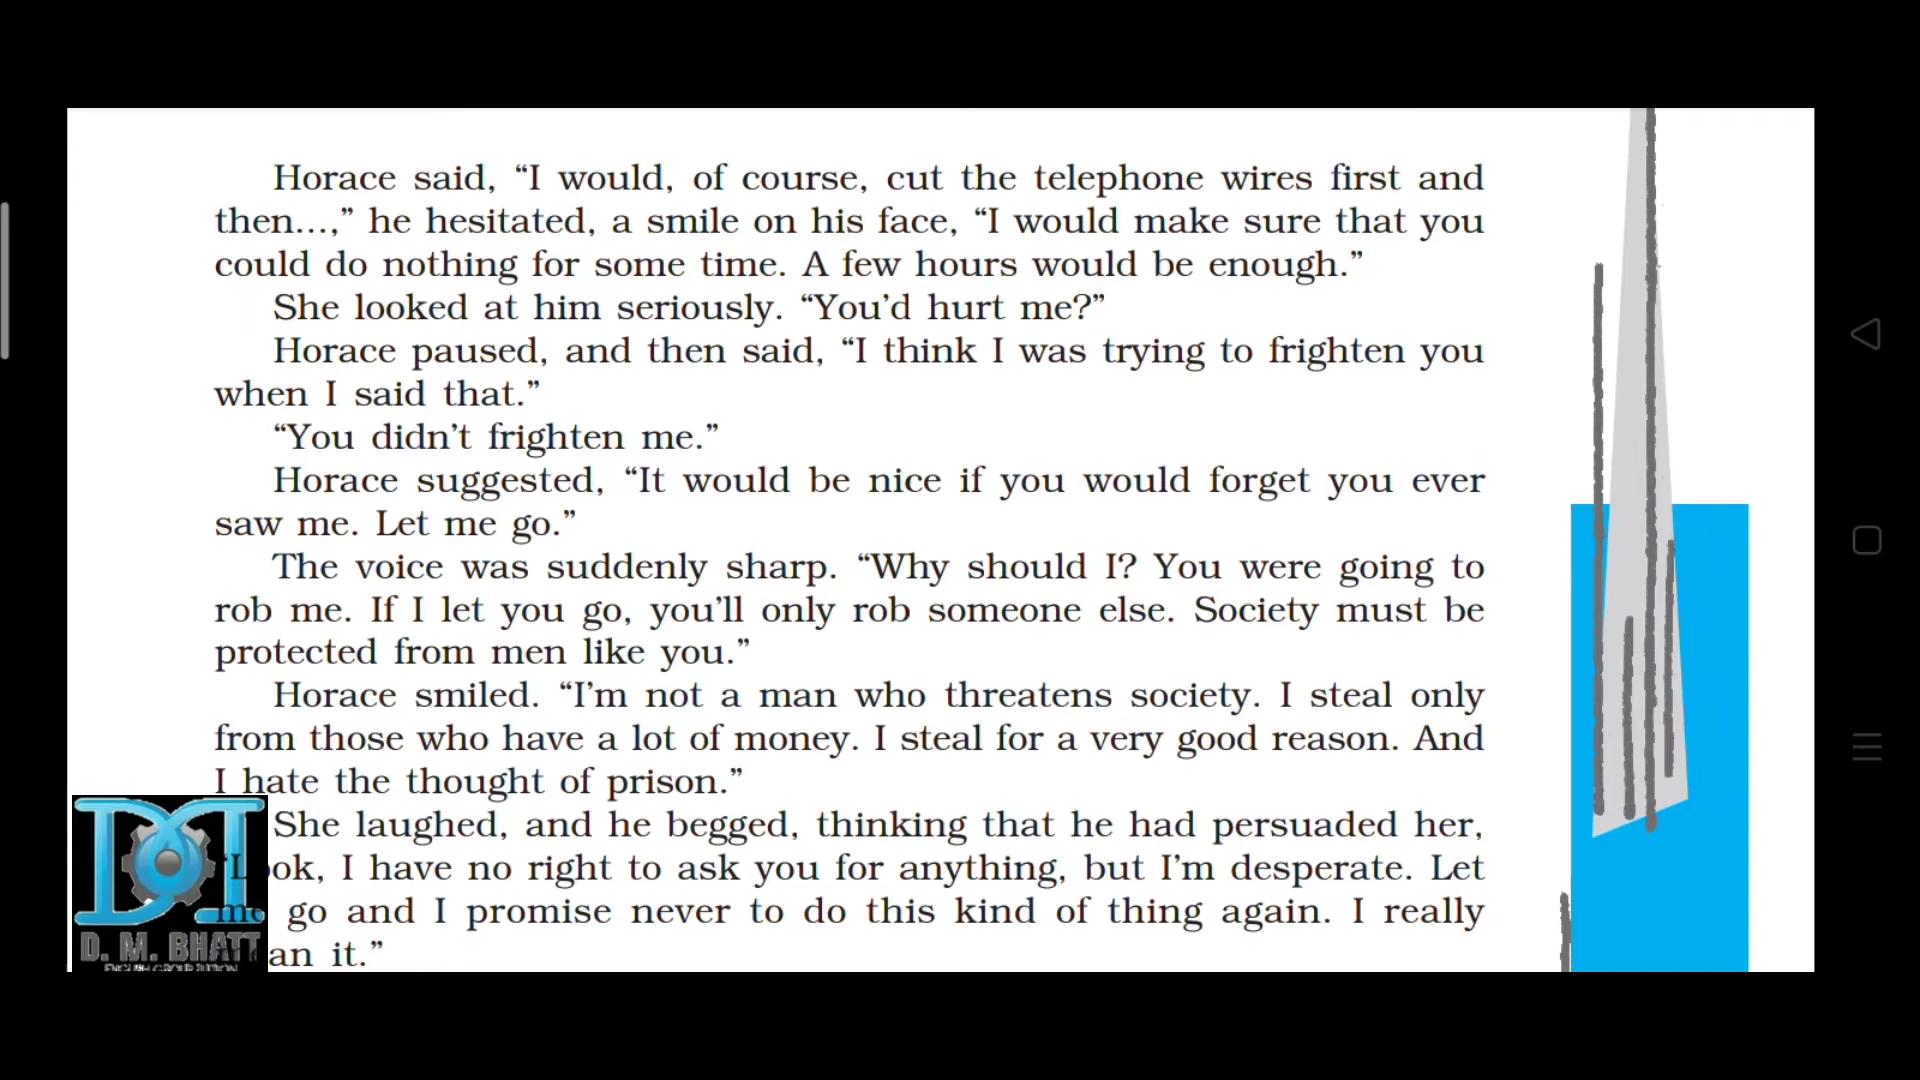 Horace said, “I would, of course, cut the telephone wires first and
then...,” he hesitated, a smile on his face, “I would make sure that you
could do nothing for some time. A few hours would be enough.”
She looked at him seriously. “You’d hurt me?”
Horace paused, and then said, “I think I was trying to frighten you
when I said that.”
“You didn’t frighten me.”
Horace suggested, “It would be nice if you would forget you ever
saw me. Let me go.”
The voice was suddenly sharp. “Why should I? You were going to
rob me. If I let you go, you’ll only rob someone else. Society must be
protected from men like you.”
Horace smiled. “I’m not a man who threatens society. I steal only
from those who have a lot of money. I steal for a very good reason. And
I hate the thought of prison.”
She laughed, and he begged, thinking that he had persuaded her,
“Look, I have no right to ask you for anything, but I’m desperate. Let
me go and I promise never to do this kind of thing again. I really
an it.”
D. M. BHATT